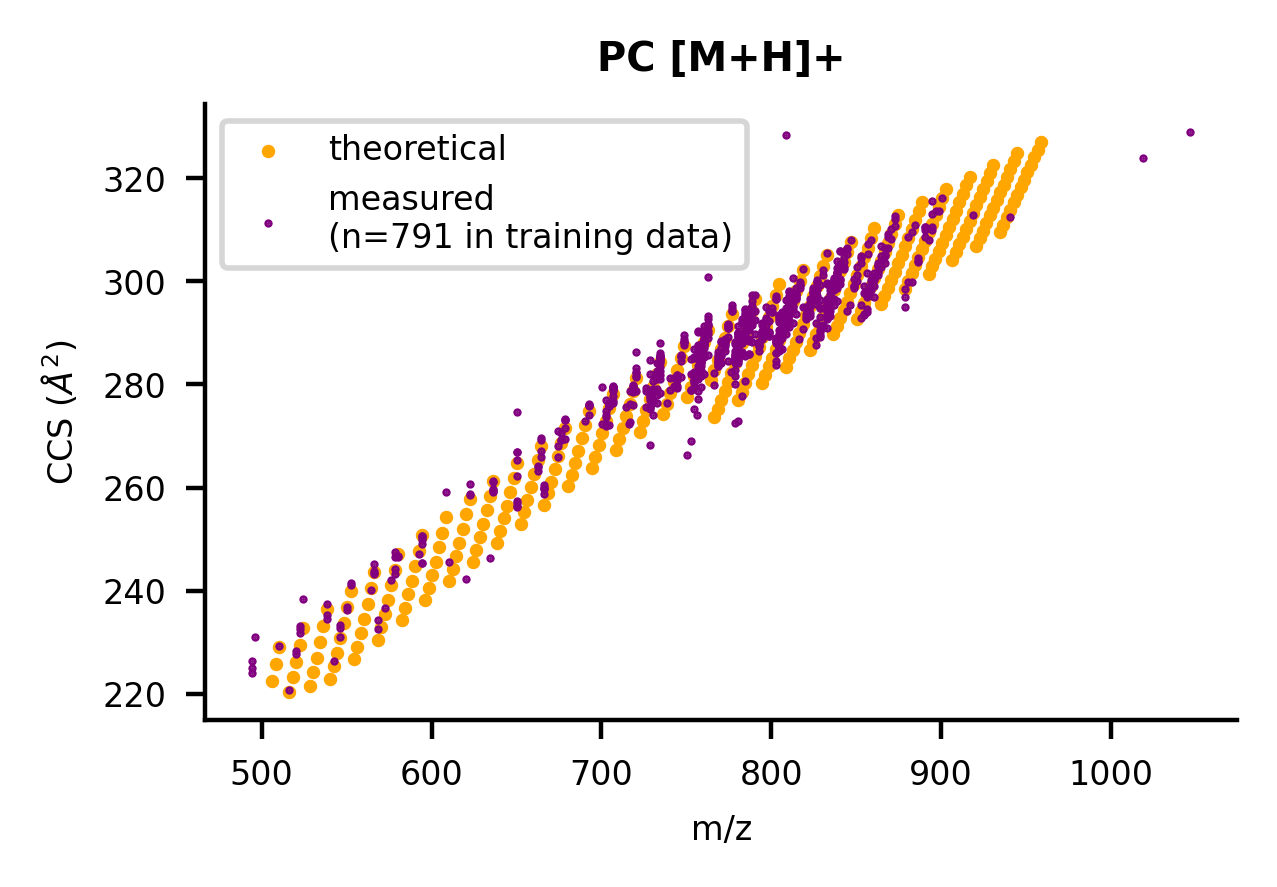 PC [M+H]+
theoretical
measured
(n=791 in training data)
CCS (Å²)
320
300
280
260
240
220
500 600 700 800 900 1000
m/z